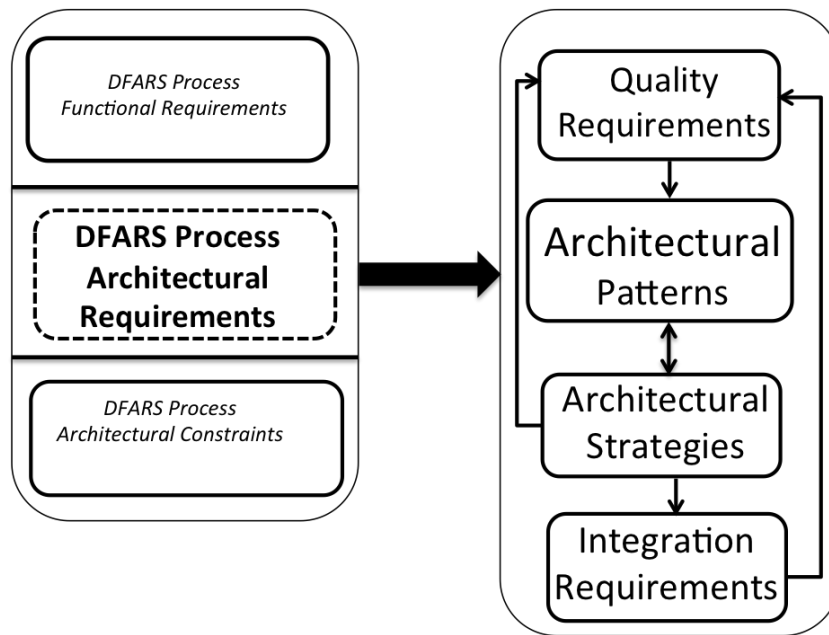 DFARS Process
Functional Requirements
DFARS Process
Architectural
Requirements
DFARS Process
Architectural Constraints
Quality
Requirements
Architectural
Patterns
Architectural
Strategies
Integration
Requirements